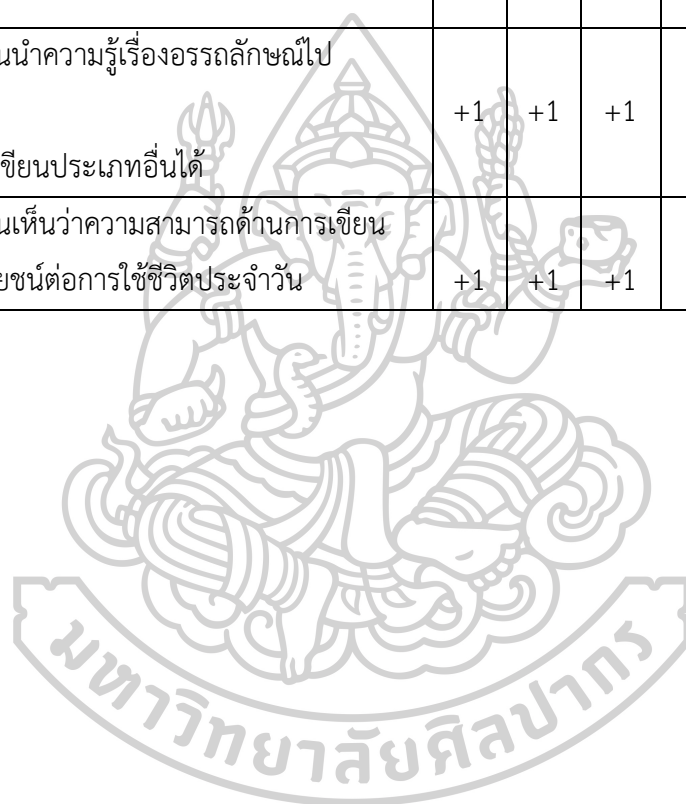 นนำความรู้เรื่องอรรถลักษณ์ไป
+1 +1 +1
ขียนประเภทอื่นได้
นเห็นว่าความสามารถด้านการเขียน
ยชน์ต่อการใช้ชีวิตประจำวัน +1 +1 +1
มหาวิทยาลัยศิลปากร